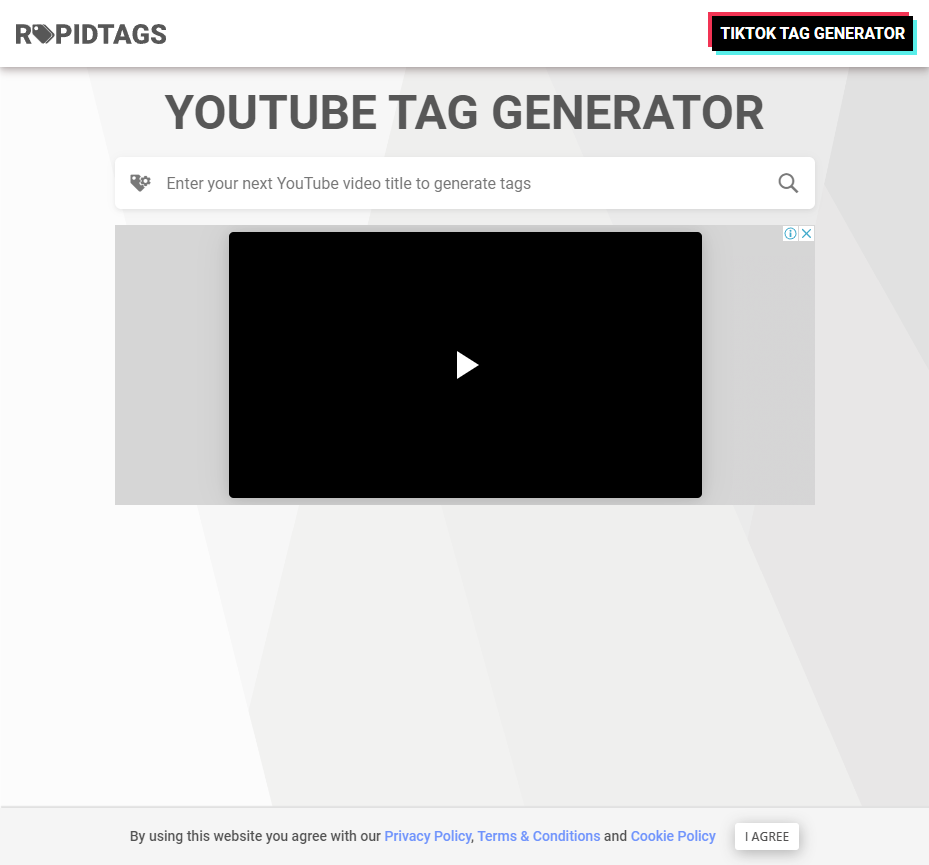 RAPIDTAGS
TIKTOK TAG GENERATOR
YOUTUBE TAG GENERATOR
Enter your next YouTube video title to generate tags
By using this website you agree with our Privacy Policy, Terms & Conditions and Cookie Policy
I AGREE